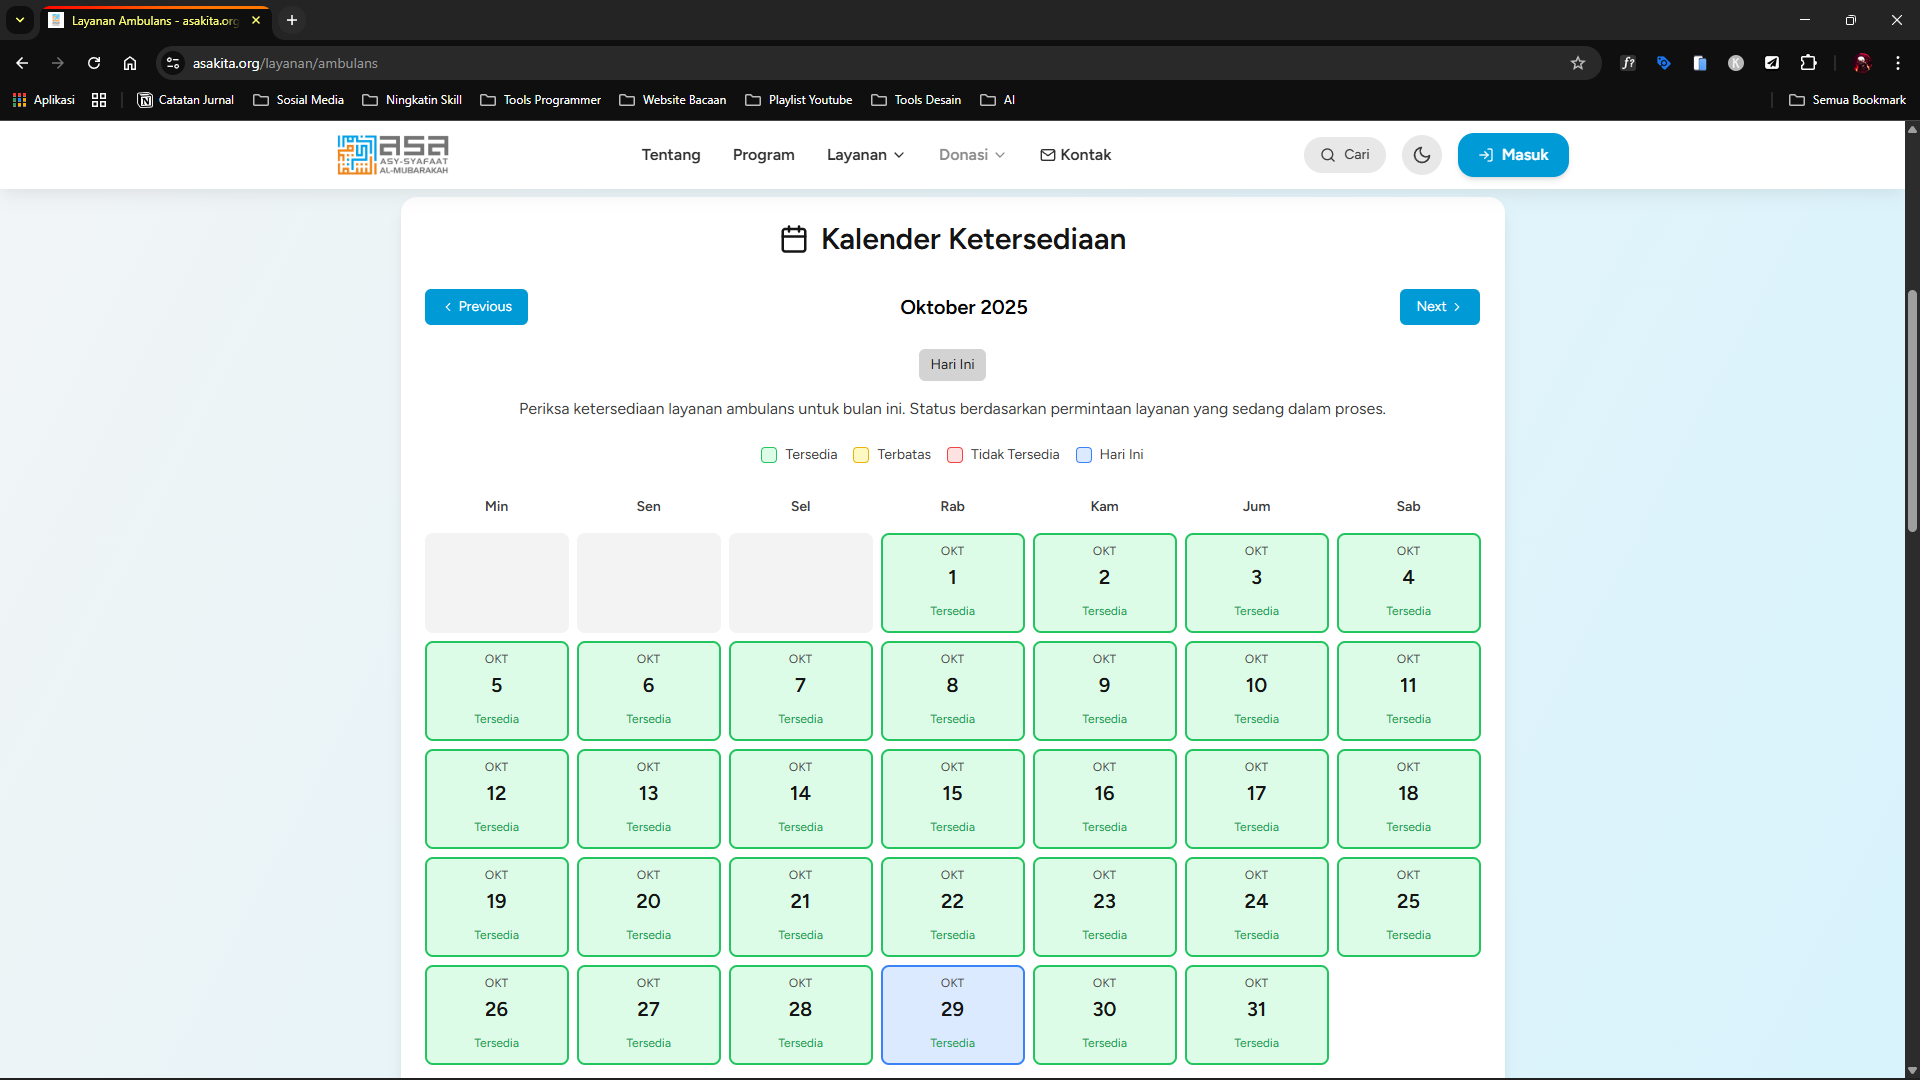 Layanan Ambulans - asakita.org
asakita.org/layanan/ambulans
Aplikasi
Catatan Jurnal
Sosial Media
Ningkatin Skill
Tools Programmer
Website Bacaan
Playlist Youtube
Tools Desain
AI
Semua Bookmark
asa
ASY-SYAFAAT
AL-MUBARAKAH
Tentang
Program
Layanan
Donasi
Kontak
Cari
Masuk
Kalender Ketersediaan
Previous
Oktober 2025
Next
Hari Ini
Periksa ketersediaan layanan ambulans untuk bulan ini. Status berdasarkan permintaan layanan yang sedang dalam proses.
Tersedia
Terbatas
Tidak Tersedia
Hari Ini
Min Sen Sel Rab Kam Jum Sab
OKT OKT OKT OKT
1 2 3 4
Tersedia Tersedia Tersedia Tersedia
OKT OKT OKT OKT OKT OKT OKT
5 6 7 8 9 10 11
Tersedia Tersedia Tersedia Tersedia Tersedia Tersedia Tersedia
OKT OKT OKT OKT OKT OKT OKT
12 13 14 15 16 17 18
Tersedia Tersedia Tersedia Tersedia Tersedia Tersedia Tersedia
OKT OKT OKT OKT OKT OKT OKT
19 20 21 22 23 24 25
Tersedia Tersedia Tersedia Tersedia Tersedia Tersedia Tersedia
OKT OKT OKT OKT OKT OKT
26 27 28 29 30 31
Tersedia Tersedia Tersedia Tersedia Tersedia Tersedia